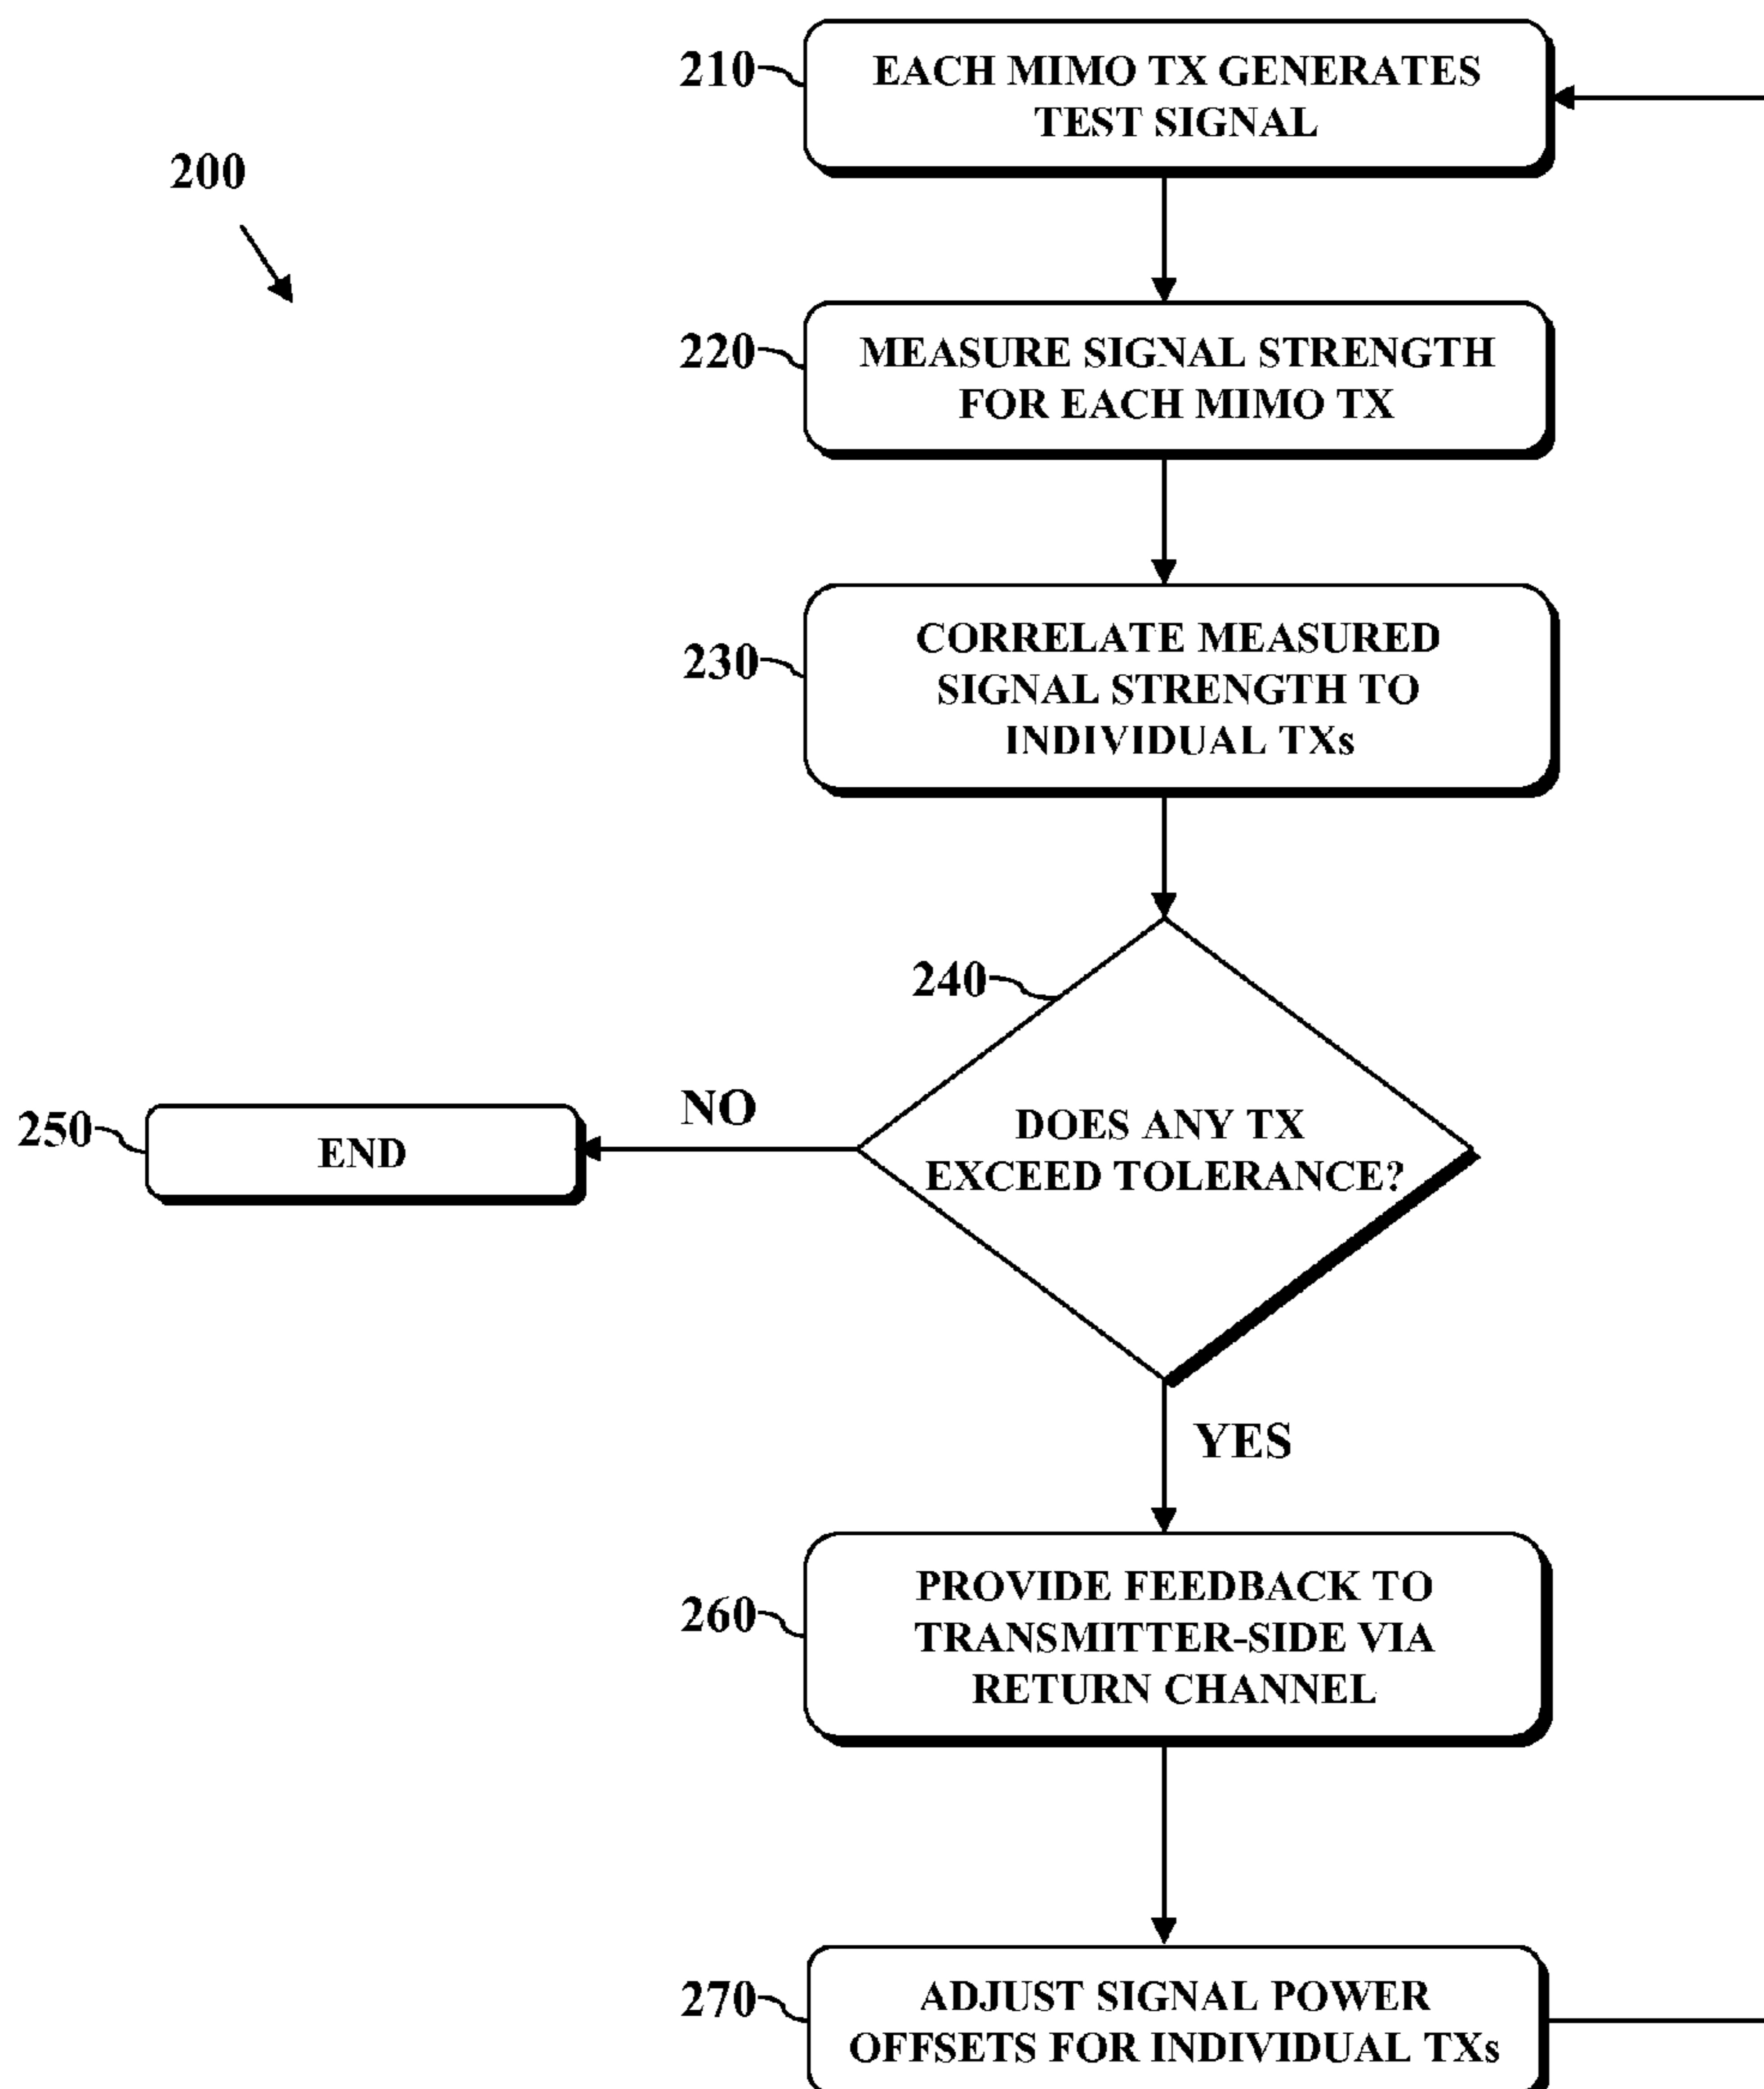 200
210
EACH MIMO TX GENERATES
TEST SIGNAL
220
MEASURE SIGNAL STRENGTH
FOR EACH MIMO TX
230
CORRELATE MEASURED
SIGNAL STRENGTH TO
INDIVIDUAL TXs
240
DOES ANY TX
EXCEED TOLERANCE?
NO
250
END
YES
260
PROVIDE FEEDBACK TO
TRANSMITTER-SIDE VIA
RETURN CHANNEL
270
ADJUST SIGNAL POWER
OFFSETS FOR INDIVIDUAL TXs